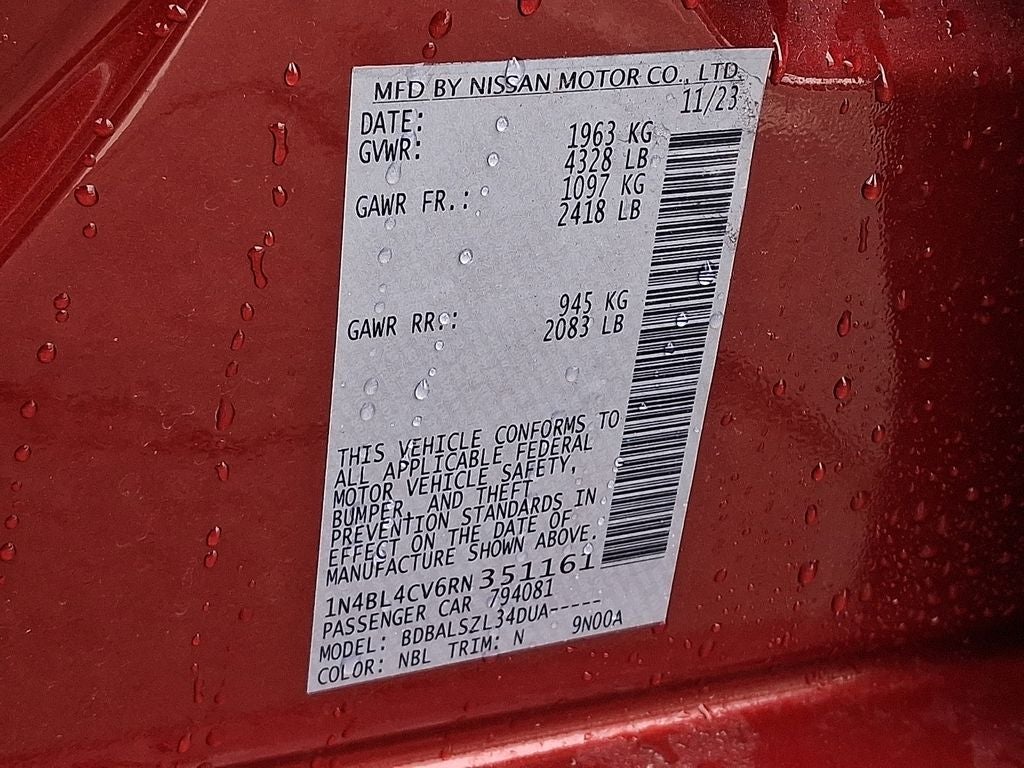 MFD BY NISSAN MOTOR CO., LTD.
DATE: 11/23
GVWR: 1963 KG
4328 LB
GAWR FR.: 1097 KG
2418 LB
GAWR RR.: 945 KG
2083 LB
THIS VEHICLE CONFORMS TO
ALL APPLICABLE FEDERAL
MOTOR VEHICLE SAFETY,
BUMPER, AND THEFT
PREVENTION STANDARDS IN
EFFECT ON THE DATE OF
MANUFACTURE SHOWN ABOVE.
1N4BL4CV6RN351161
PASSENGER CAR 794081
MODEL: BDBALSZL34DUA-----
COLOR: NBL TRIM: N 9N00A